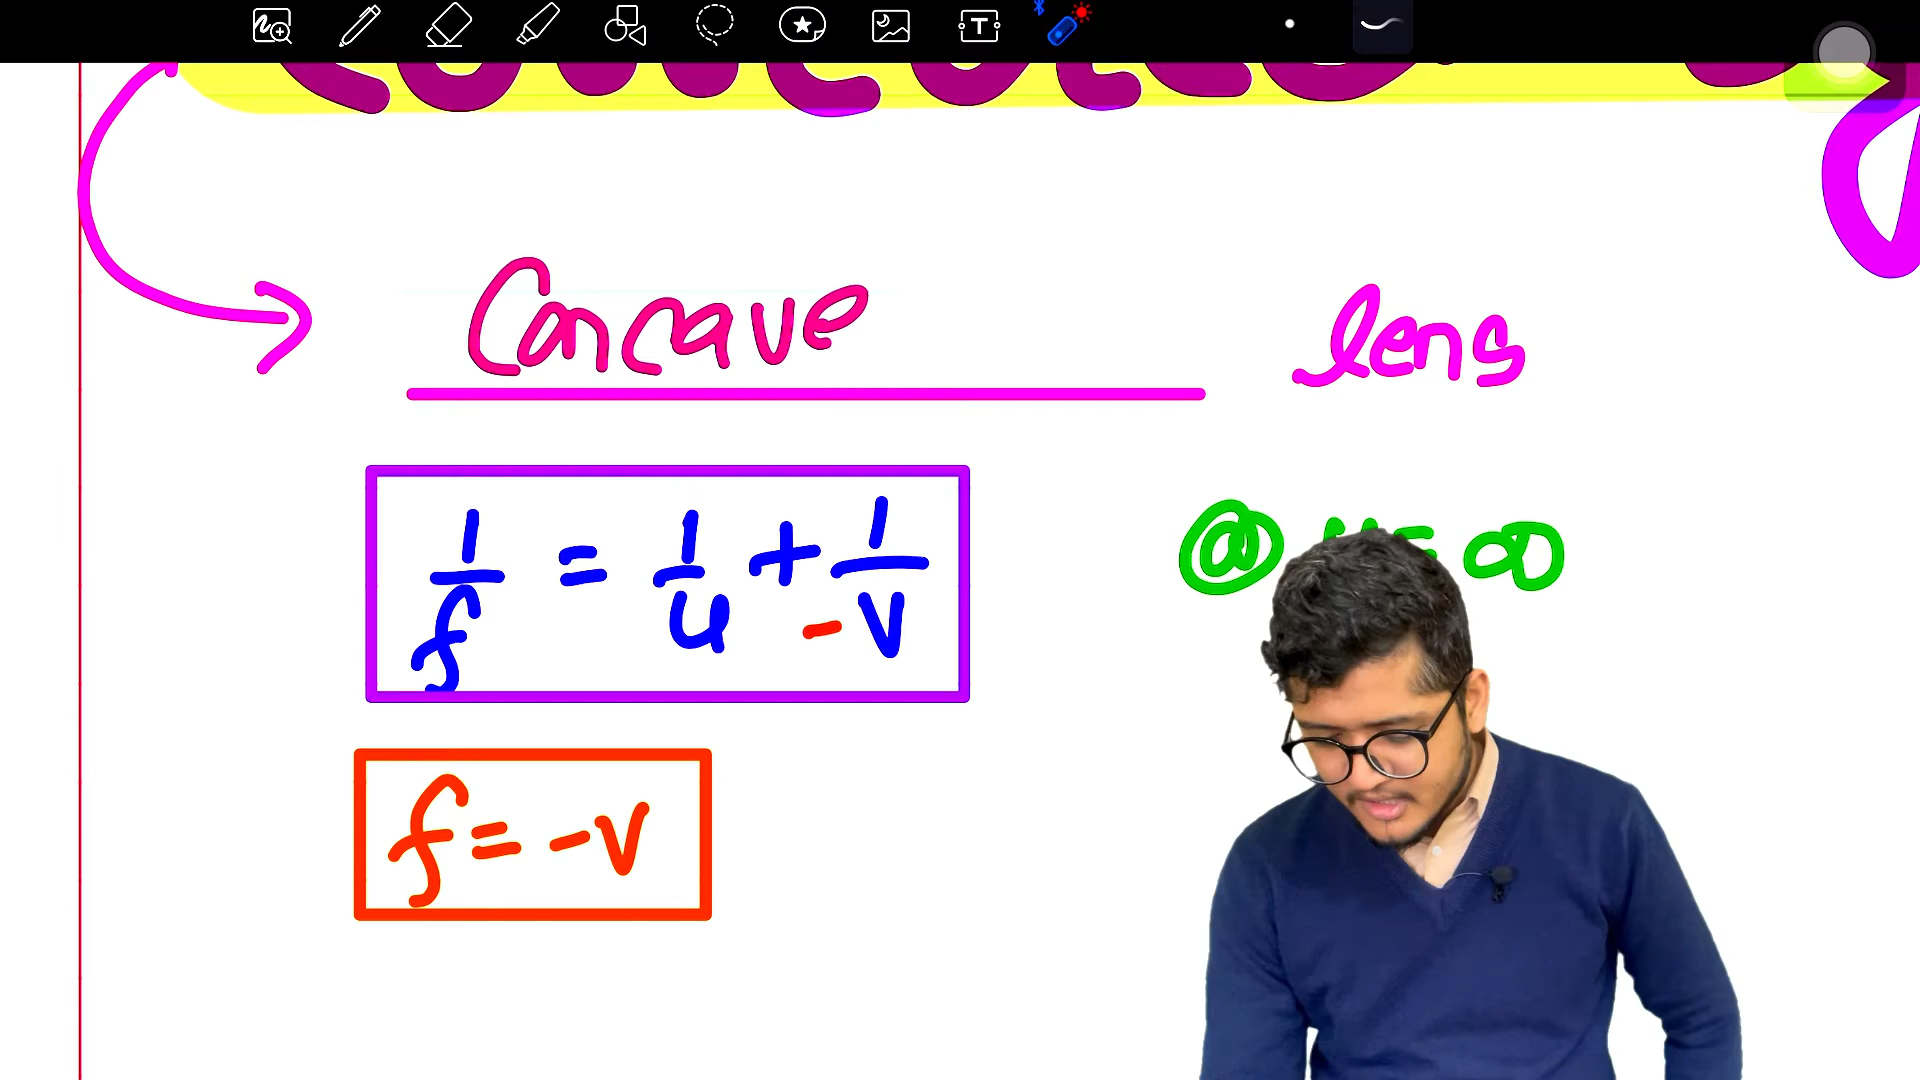 Concave lens
1/f = 1/u + 1/-v
@ u = ∞
f = -v